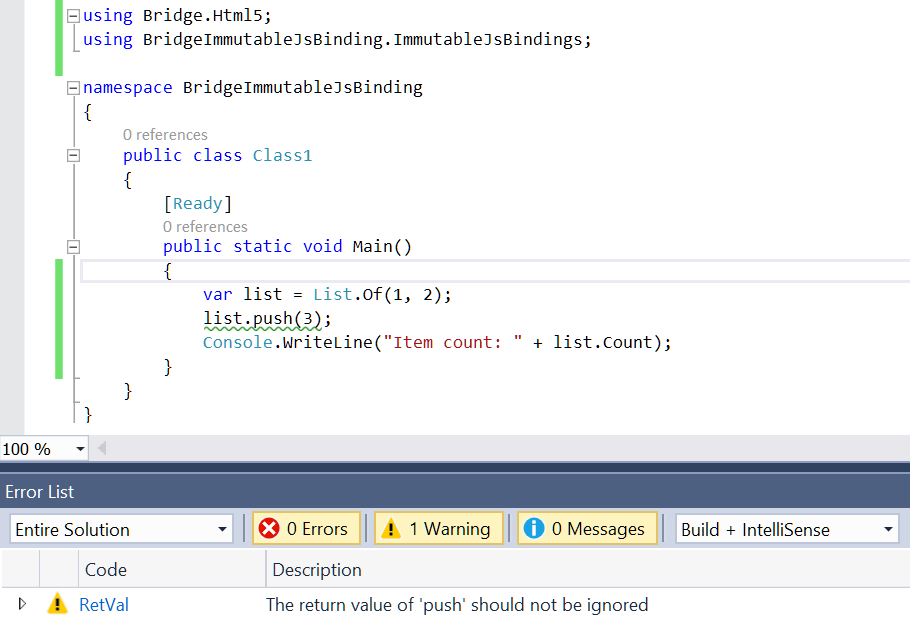 using Bridge.Html5;
using BridgeImmutableJsBinding.ImmutableJsBindings;
namespace BridgeImmutableJsBinding
{
0 references
public class Class1
{
[Ready]
0 references
public static void Main()
{
var list = List.Of(1, 2);
list.push(3);
Console.WriteLine("Item count: " + list.Count);
}
}
}
100 %
Error List
Entire Solution 0 Errors 1 Warning 0 Messages Build + IntelliSense
Code Description
RetVal The return value of 'push' should not be ignored